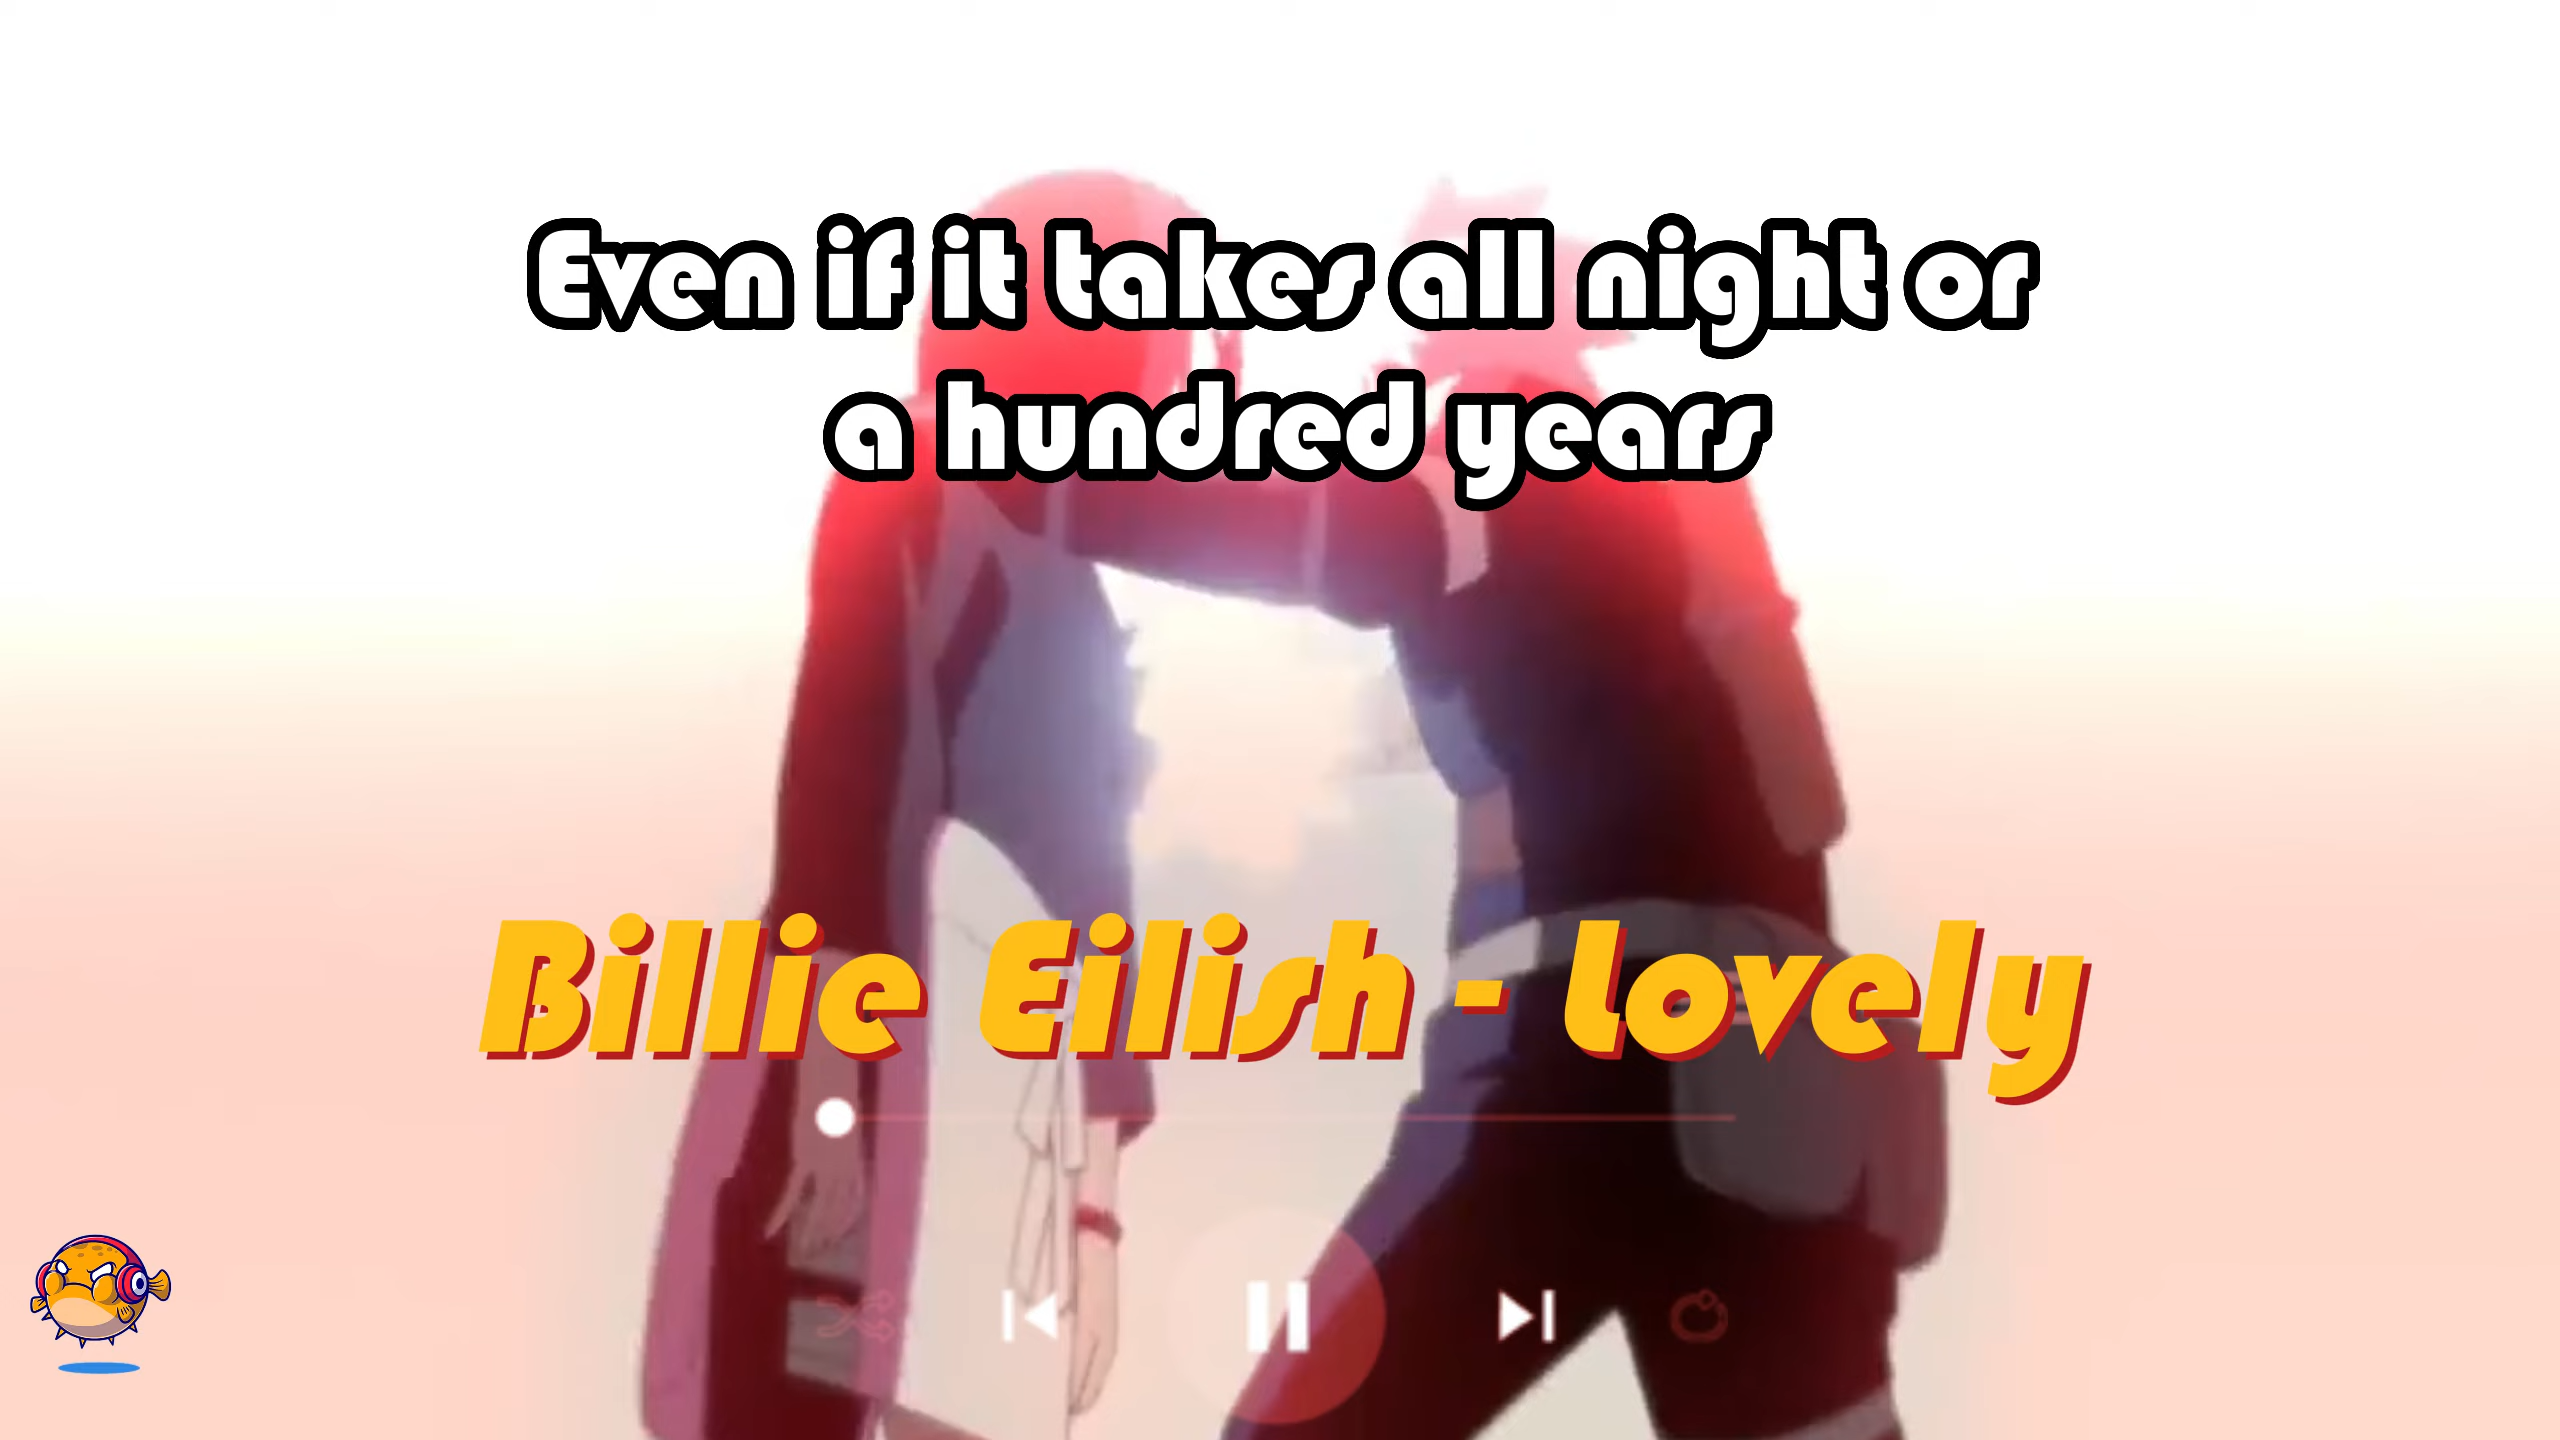 Even if it takes all night or
a hundred years
Billie Eilish - Lovely